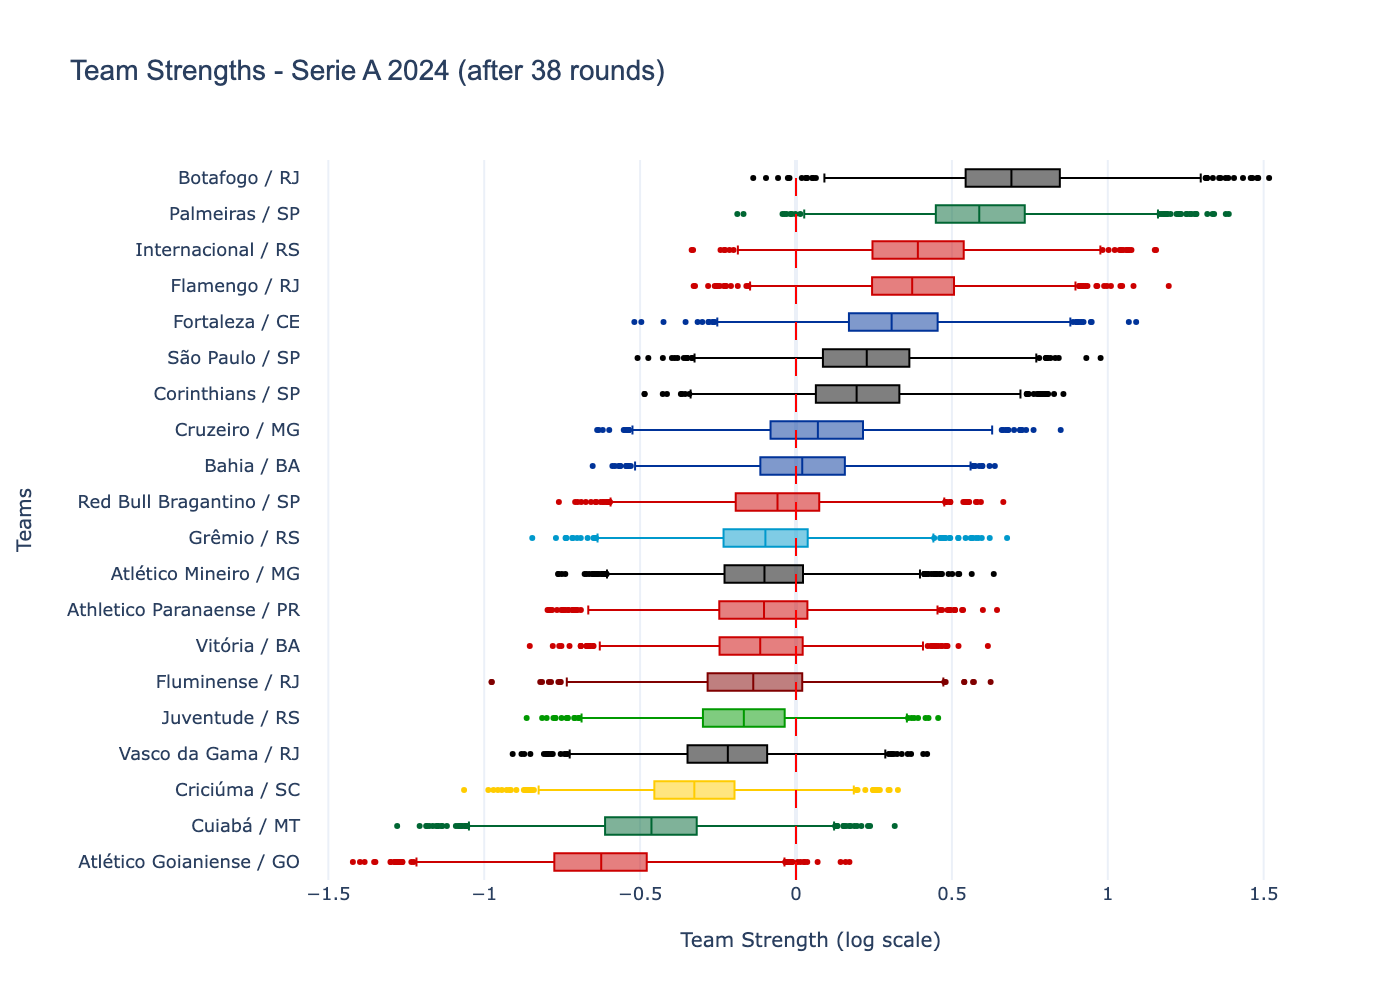 Team Strengths - Serie A 2024 (after 38 rounds)
Botafogo / RJ
Palmeiras / SP
Internacional / RS
Flamengo / RJ
Fortaleza / CE
São Paulo / SP
Corinthians / SP
Cruzeiro / MG
Bahia / BA
Red Bull Bragantino / SP
Grêmio / RS
Atlético Mineiro / MG
Athletico Paranaense / PR
Vitória / BA
Fluminense / RJ
Juventude / RS
Vasco da Gama / RJ
Criciúma / SC
Cuiabá / MT
Atlético Goianiense / GO
Teams
−1.5 −1 −0.5 0 0.5 1 1.5
Team Strength (log scale)